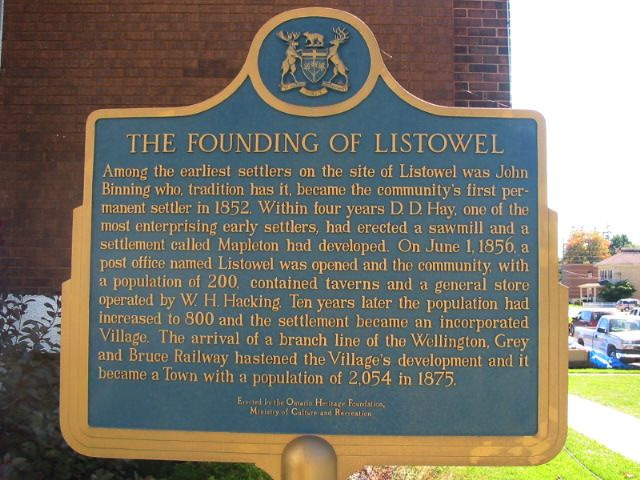 THE FOUNDING OF LISTOWEL
Among the earliest settlers on the site of Listowel was John
Binning who, tradition has it, became the community's first per-
manent settler in 1852. Within four years D. D. Hay, one of the
most enterprising early settlers, had erected a sawmill and a
settlement called Mapleton had developed. On June 1, 1856, a
post office named Listowel was opened and the community, with
a population of 200, contained taverns and a general store
operated by W. H. Hacking. Ten years later the population had
increased to 800 and the settlement became an incorporated
Village. The arrival of a branch line of the Wellington, Grey
and Bruce Railway hastened the Village's development and it
became a Town with a population of 2,054 in 1875.
Erected by the Ontario Heritage Foundation,
Ministry of Culture and Recreation